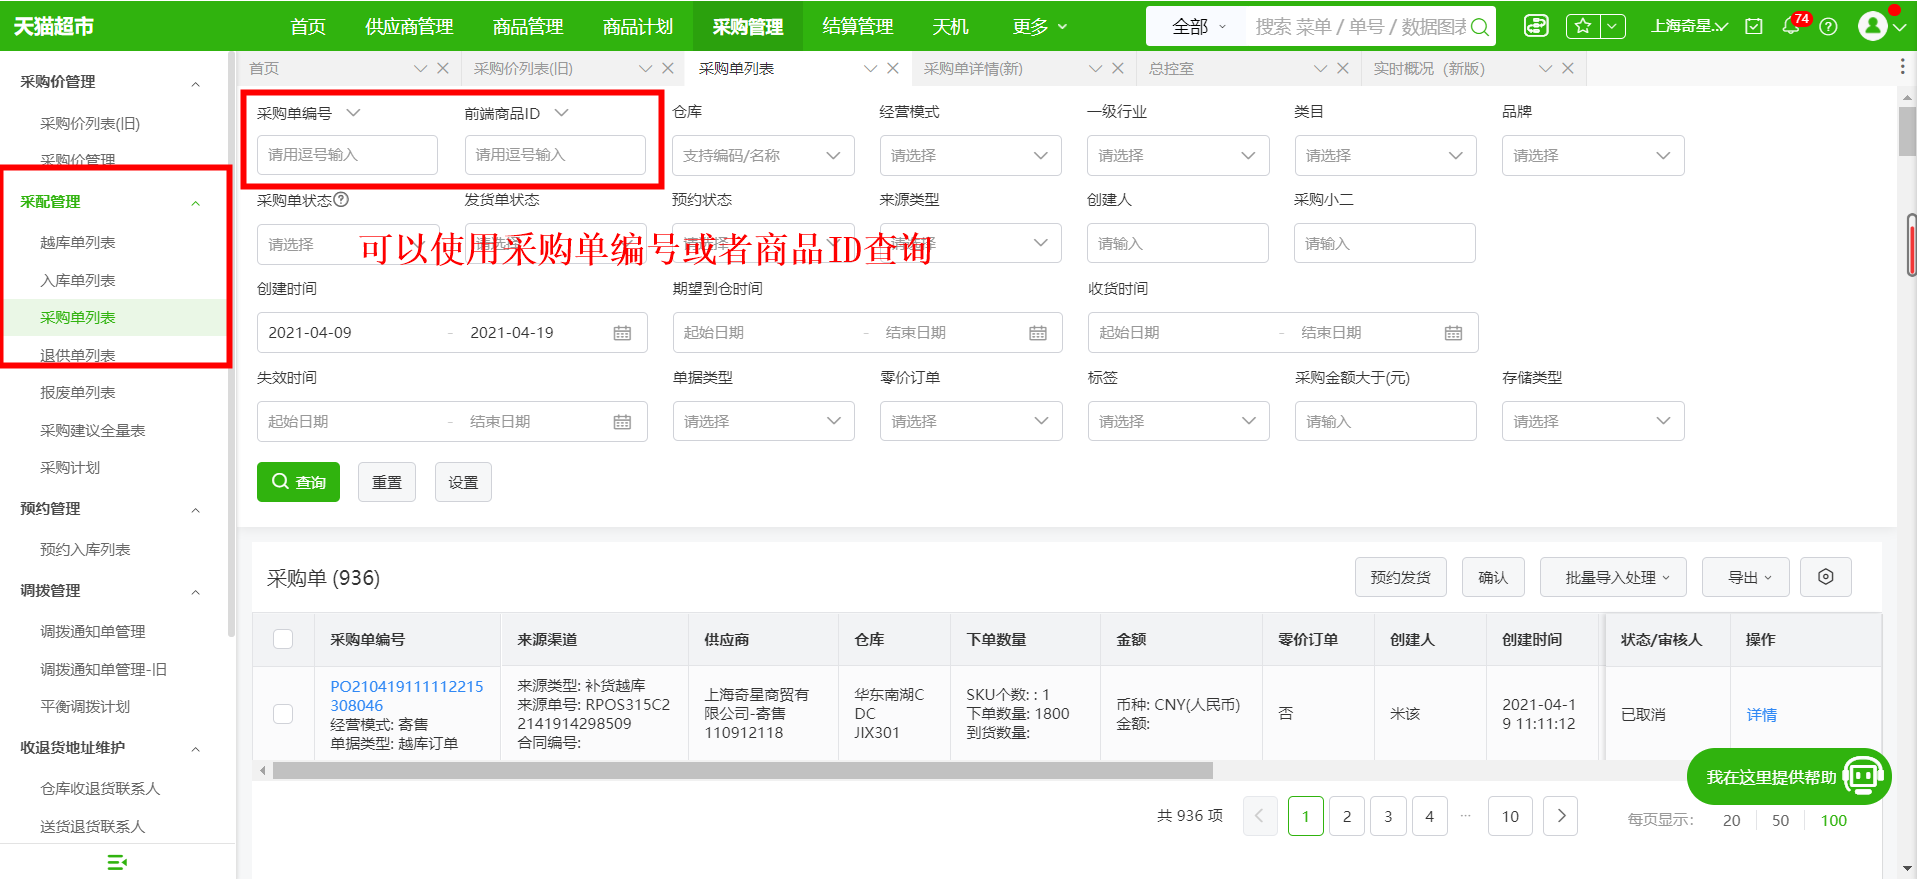 天猫超市
首页
供应商管理
商品管理
商品计划
采购管理
结算管理
天机
更多
全部
搜索 菜单 / 单号 / 数据图表
上海奇星...
74
采购价管理
采购价列表(旧)
采购价管理
采配管理
越库单列表
入库单列表
采购单列表
退供单列表
报废单列表
采购建议全量表
采购计划
预约管理
预约入库列表
调拨管理
调拨通知单管理
调拨通知单管理-旧
平衡调拨计划
收退货地址维护
仓库收退货联系人
送货退货联系人
首页
采购价列表(旧)
采购单列表
采购单详情(新)
总控室
实时概况（新版）
采购单编号
前端商品ID
仓库
经营模式
一级行业
类目
品牌
请用逗号输入
请用逗号输入
支持编码/名称
请选择
请选择
请选择
请选择
采购单状态
发货单状态
预约状态
来源类型
创建人
采购小二
请选择
请选择
请选择
请选择
请输入
请输入
可以使用采购单编号或者商品ID查询
创建时间
期望到仓时间
收货时间
2021-04-09 - 2021-04-19
起始日期 - 结束日期
起始日期 - 结束日期
失效时间
单据类型
零价订单
标签
采购金额大于(元)
存储类型
起始日期 - 结束日期
请选择
请选择
请选择
请输入
请选择
查询
重置
设置
采购单 (936)
预约发货
确认
批量导入处理
导出
采购单编号
来源渠道
供应商
仓库
下单数量
金额
零价订单
创建人
创建时间
状态/审核人
操作
PO210419111112215
308046
经营模式: 寄售
单据类型: 越库订单
来源类型: 补货越库
来源单号: RPOS315C2
2141914298509
合同编号:
上海奇星商贸有
限公司-寄售
110912118
华东南湖C
DC
JIX301
SKU个数: : 1
下单数量: 1800
到货数量:
币种: CNY(人民币)
金额:
否
米该
2021-04-1
9 11:11:12
已取消
详情
我在这里提供帮助
共 936 项
1
2
3
4
...
10
每页显示:
20
50
100